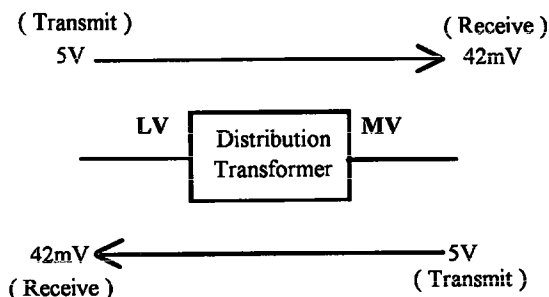 ( Transmit )
5V
( Receive )
42mV
LV
MV
Distribution
Transformer
42mV
( Receive )
5V
( Transmit )